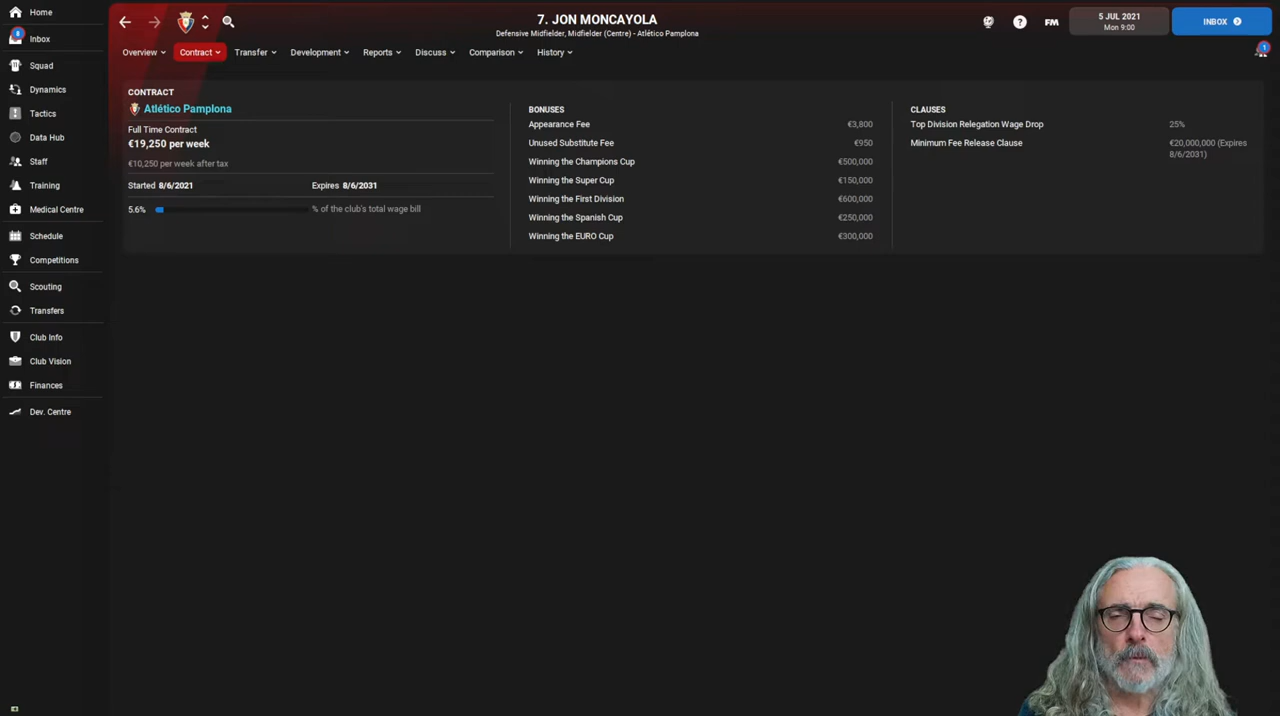 Home
8
Inbox
Squad
Dynamics
Tactics
Data Hub
Staff
Training
Medical Centre
Schedule
Competitions
Scouting
Transfers
Club Info
Club Vision
Finances
Dev. Centre
7. JON MONCAYOLA
Defensive Midfielder, Midfielder (Centre) - Atlético Pamplona
?
FM
5 JUL 2021
Mon 9:00
INBOX
Overview
Contract
Transfer
Development
Reports
Discuss
Comparison
History
1
CONTRACT
Atlético Pamplona
Full Time Contract
€19,250 per week
€10,250 per week after tax
Started 8/6/2021 Expires 8/6/2031
5.6% % of the club's total wage bill
BONUSES
Appearance Fee €3,800
Unused Substitute Fee €950
Winning the Champions Cup €500,000
Winning the Super Cup €150,000
Winning the First Division €600,000
Winning the Spanish Cup €250,000
Winning the EURO Cup €300,000
CLAUSES
Top Division Relegation Wage Drop 25%
Minimum Fee Release Clause €20,000,000 (Expires
8/6/2031)